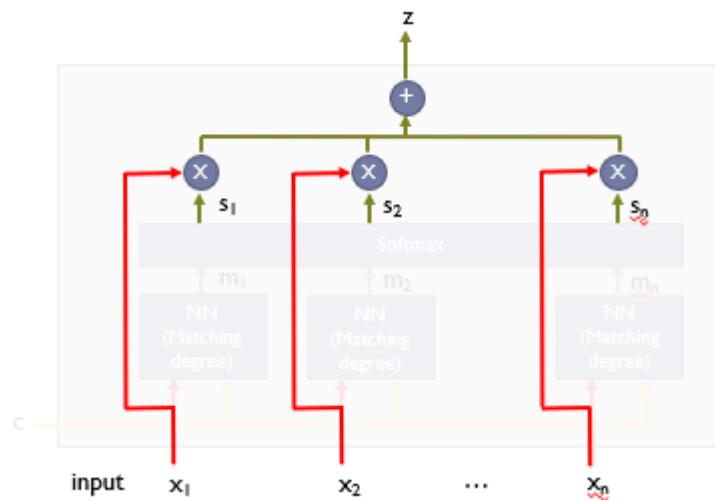 z
+
x x x
s1 s2 sn
Softmax
m1 m2 mn
NN NN NN
(Matching (Matching (Matching
degree) degree) degree)
c
input x1 x2 ... xn